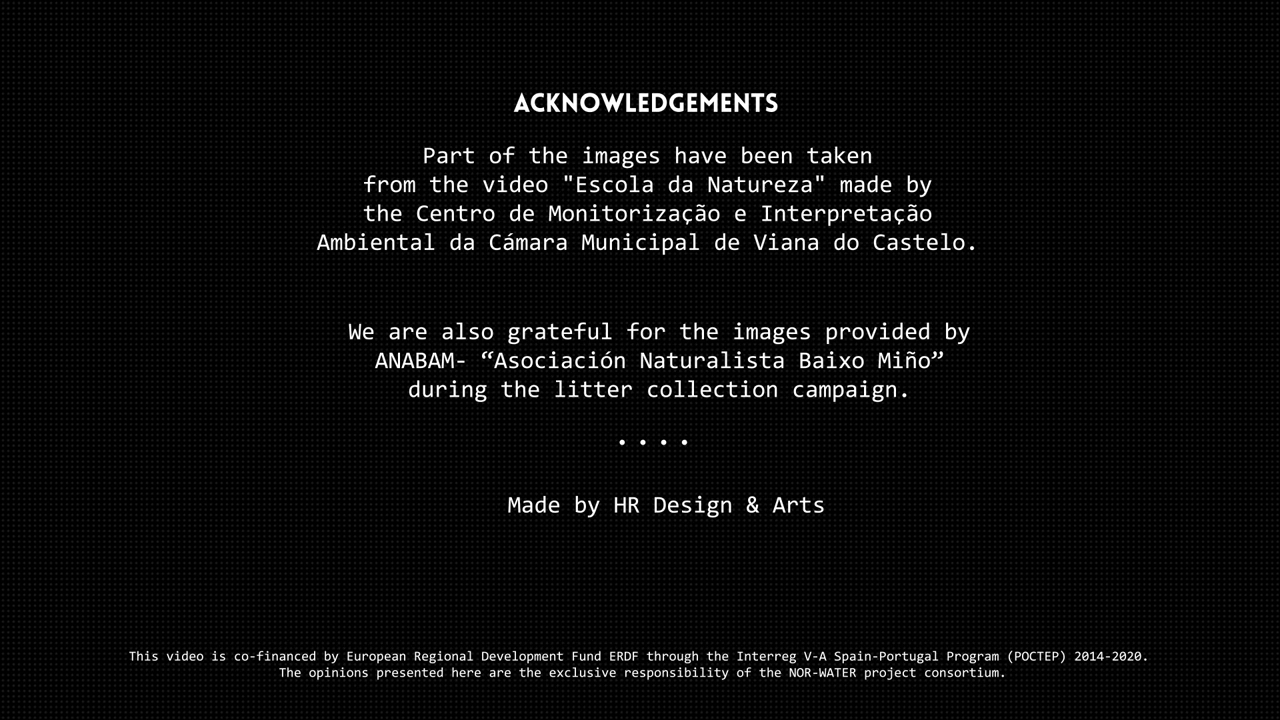 ACKNOWLEDGEMENTS
Part of the images have been taken
from the video "Escola da Natureza" made by
the Centro de Monitorização e Interpretação
Ambiental da Cámara Municipal de Viana do Castelo.
We are also grateful for the images provided by
ANABAM- “Asociación Naturalista Baixo Miño”
during the litter collection campaign.
. . . .
Made by HR Design & Arts
This video is co-financed by European Regional Development Fund ERDF through the Interreg V-A Spain-Portugal Program (POCTEP) 2014-2020.
The opinions presented here are the exclusive responsibility of the NOR-WATER project consortium.